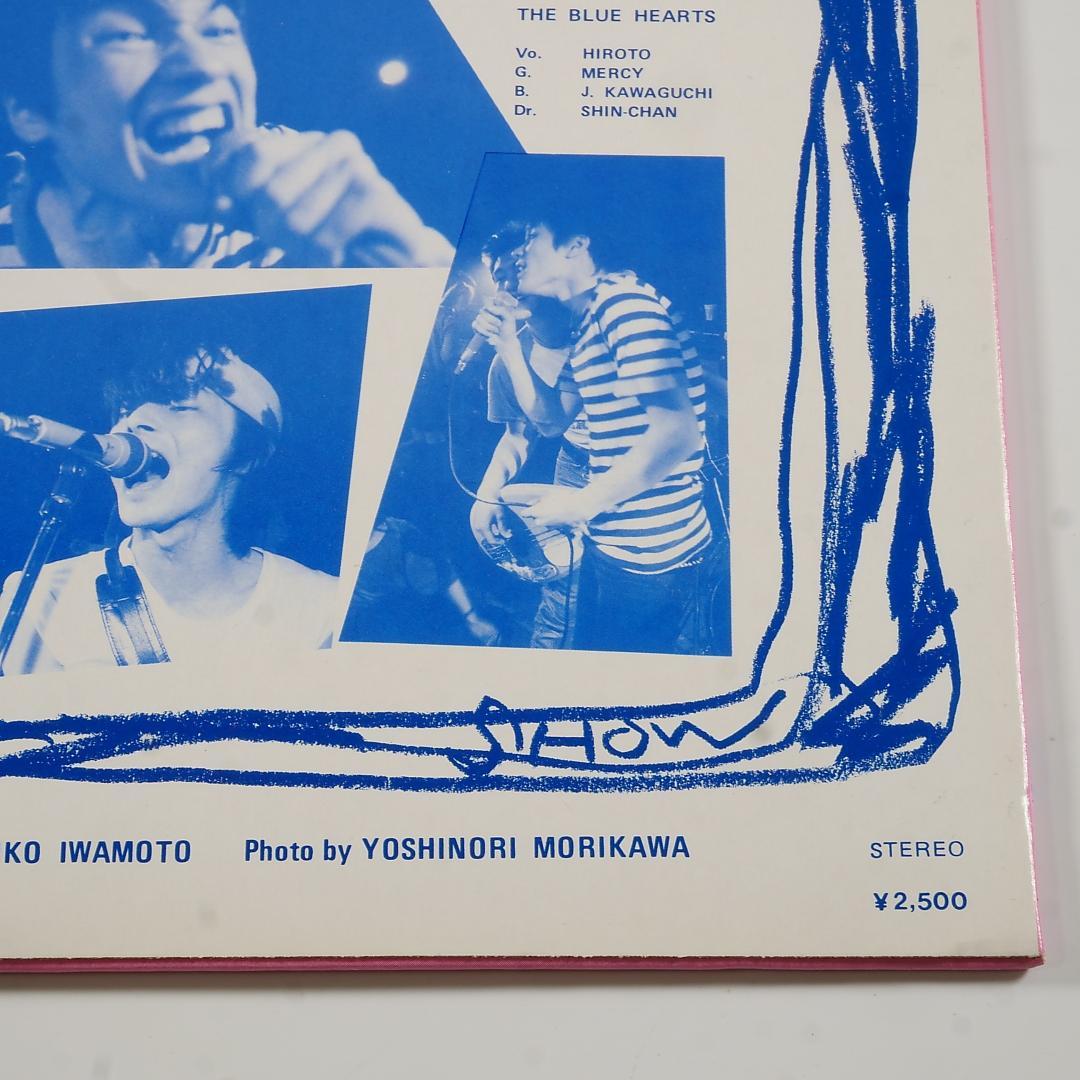 THE BLUE HEARTS
Vo. HIROTO
G. MERCY
B. J. KAWAGUCHI
Dr. SHIN-CHAN
SHOW
KO IWAMOTO Photo by YOSHINORI MORIKAWA
STEREO
¥2,500